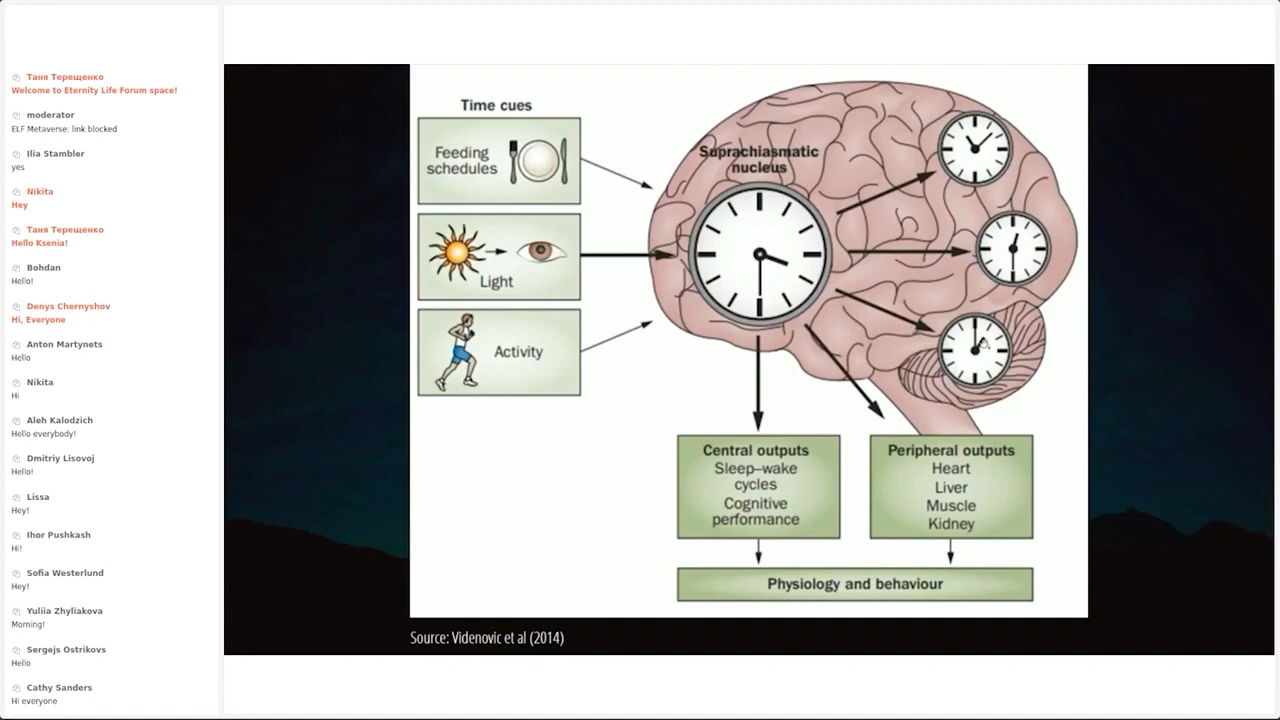 Таня Терещенко
Welcome to Eternity Life Forum space!
moderator
ELF Metaverse: link blocked
Ilia Stambler
yes
Nikita
Hey
Таня Терещенко
Hello Ksenia!
Bohdan
Hello!
Denys Chernyshov
Hi, Everyone
Anton Martynets
Hello
Nikita
Hi
Aleh Kalodzich
Hello everybody!
Dmitriy Lisovoj
Hello!
Lissa
Hey!
Ihor Pushkash
Hi!
Sofia Westerlund
Hey!
Yuliia Zhyliakova
Morning!
Sergejs Ostrikovs
Hello
Cathy Sanders
Hi everyone
Time cues
Feeding
schedules
Light
Activity
Suprachiasmatic
nucleus
Central outputs
Sleep–wake
cycles
Cognitive
performance
Peripheral outputs
Heart
Liver
Muscle
Kidney
Physiology and behaviour
Source: Videnovic et al (2014)